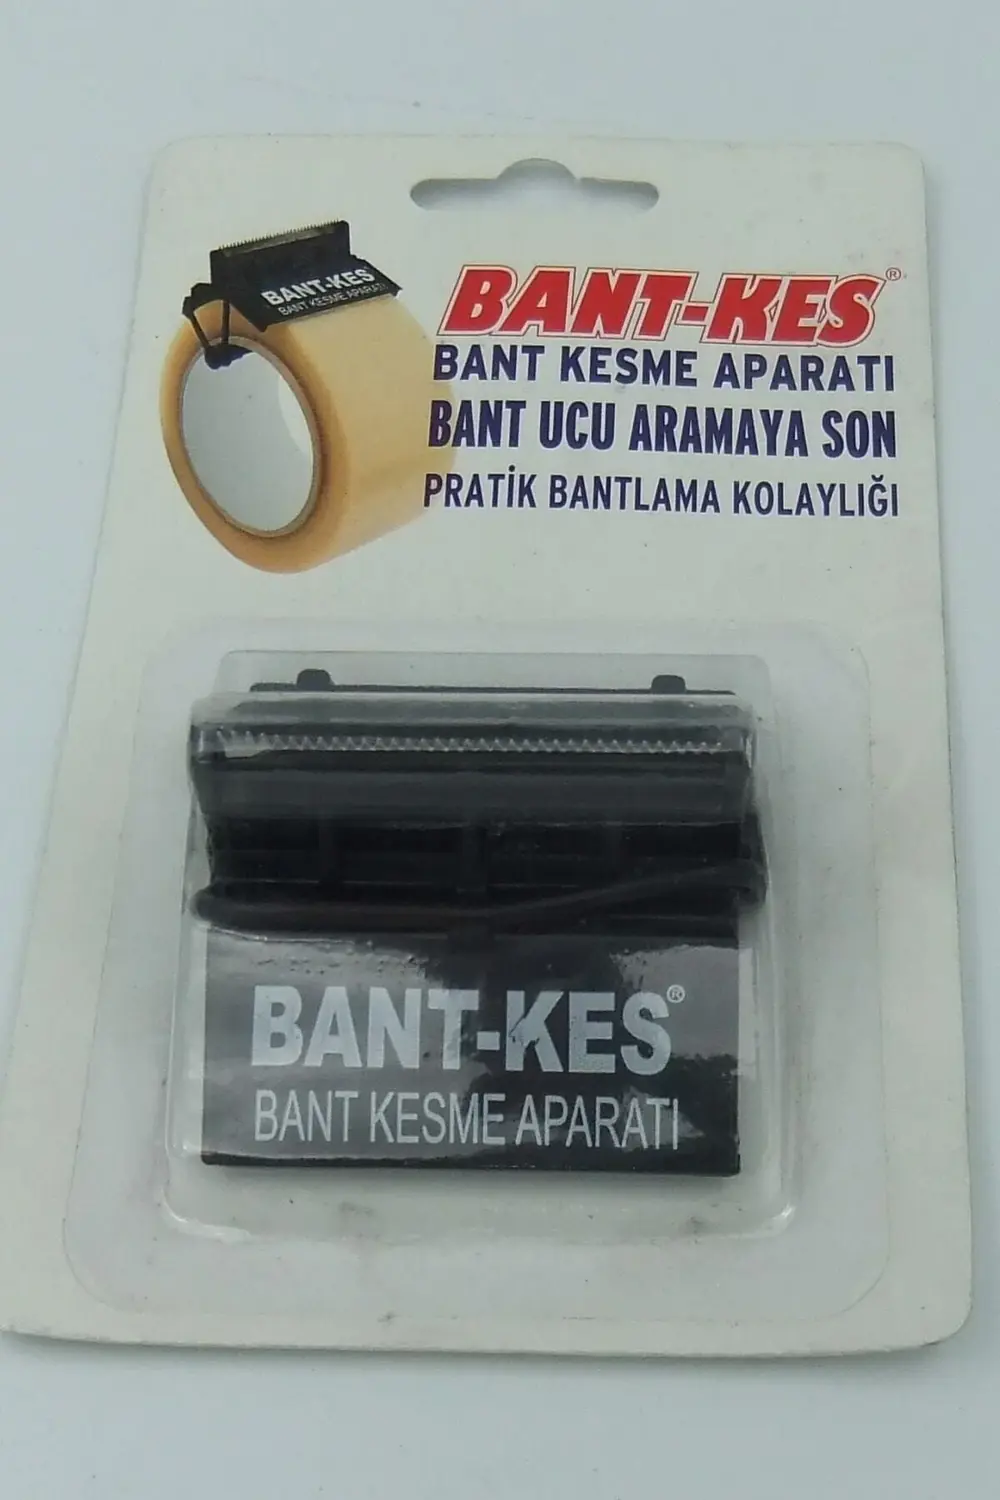 BANT-KES
BANT KESME APARATI
BANT-KES®
BANT KESME APARATI
BANT UCU ARAMAYA SON
PRATİK BANTLAMA KOLAYLIĞI
BANT-KES®
BANT KESME APARATI